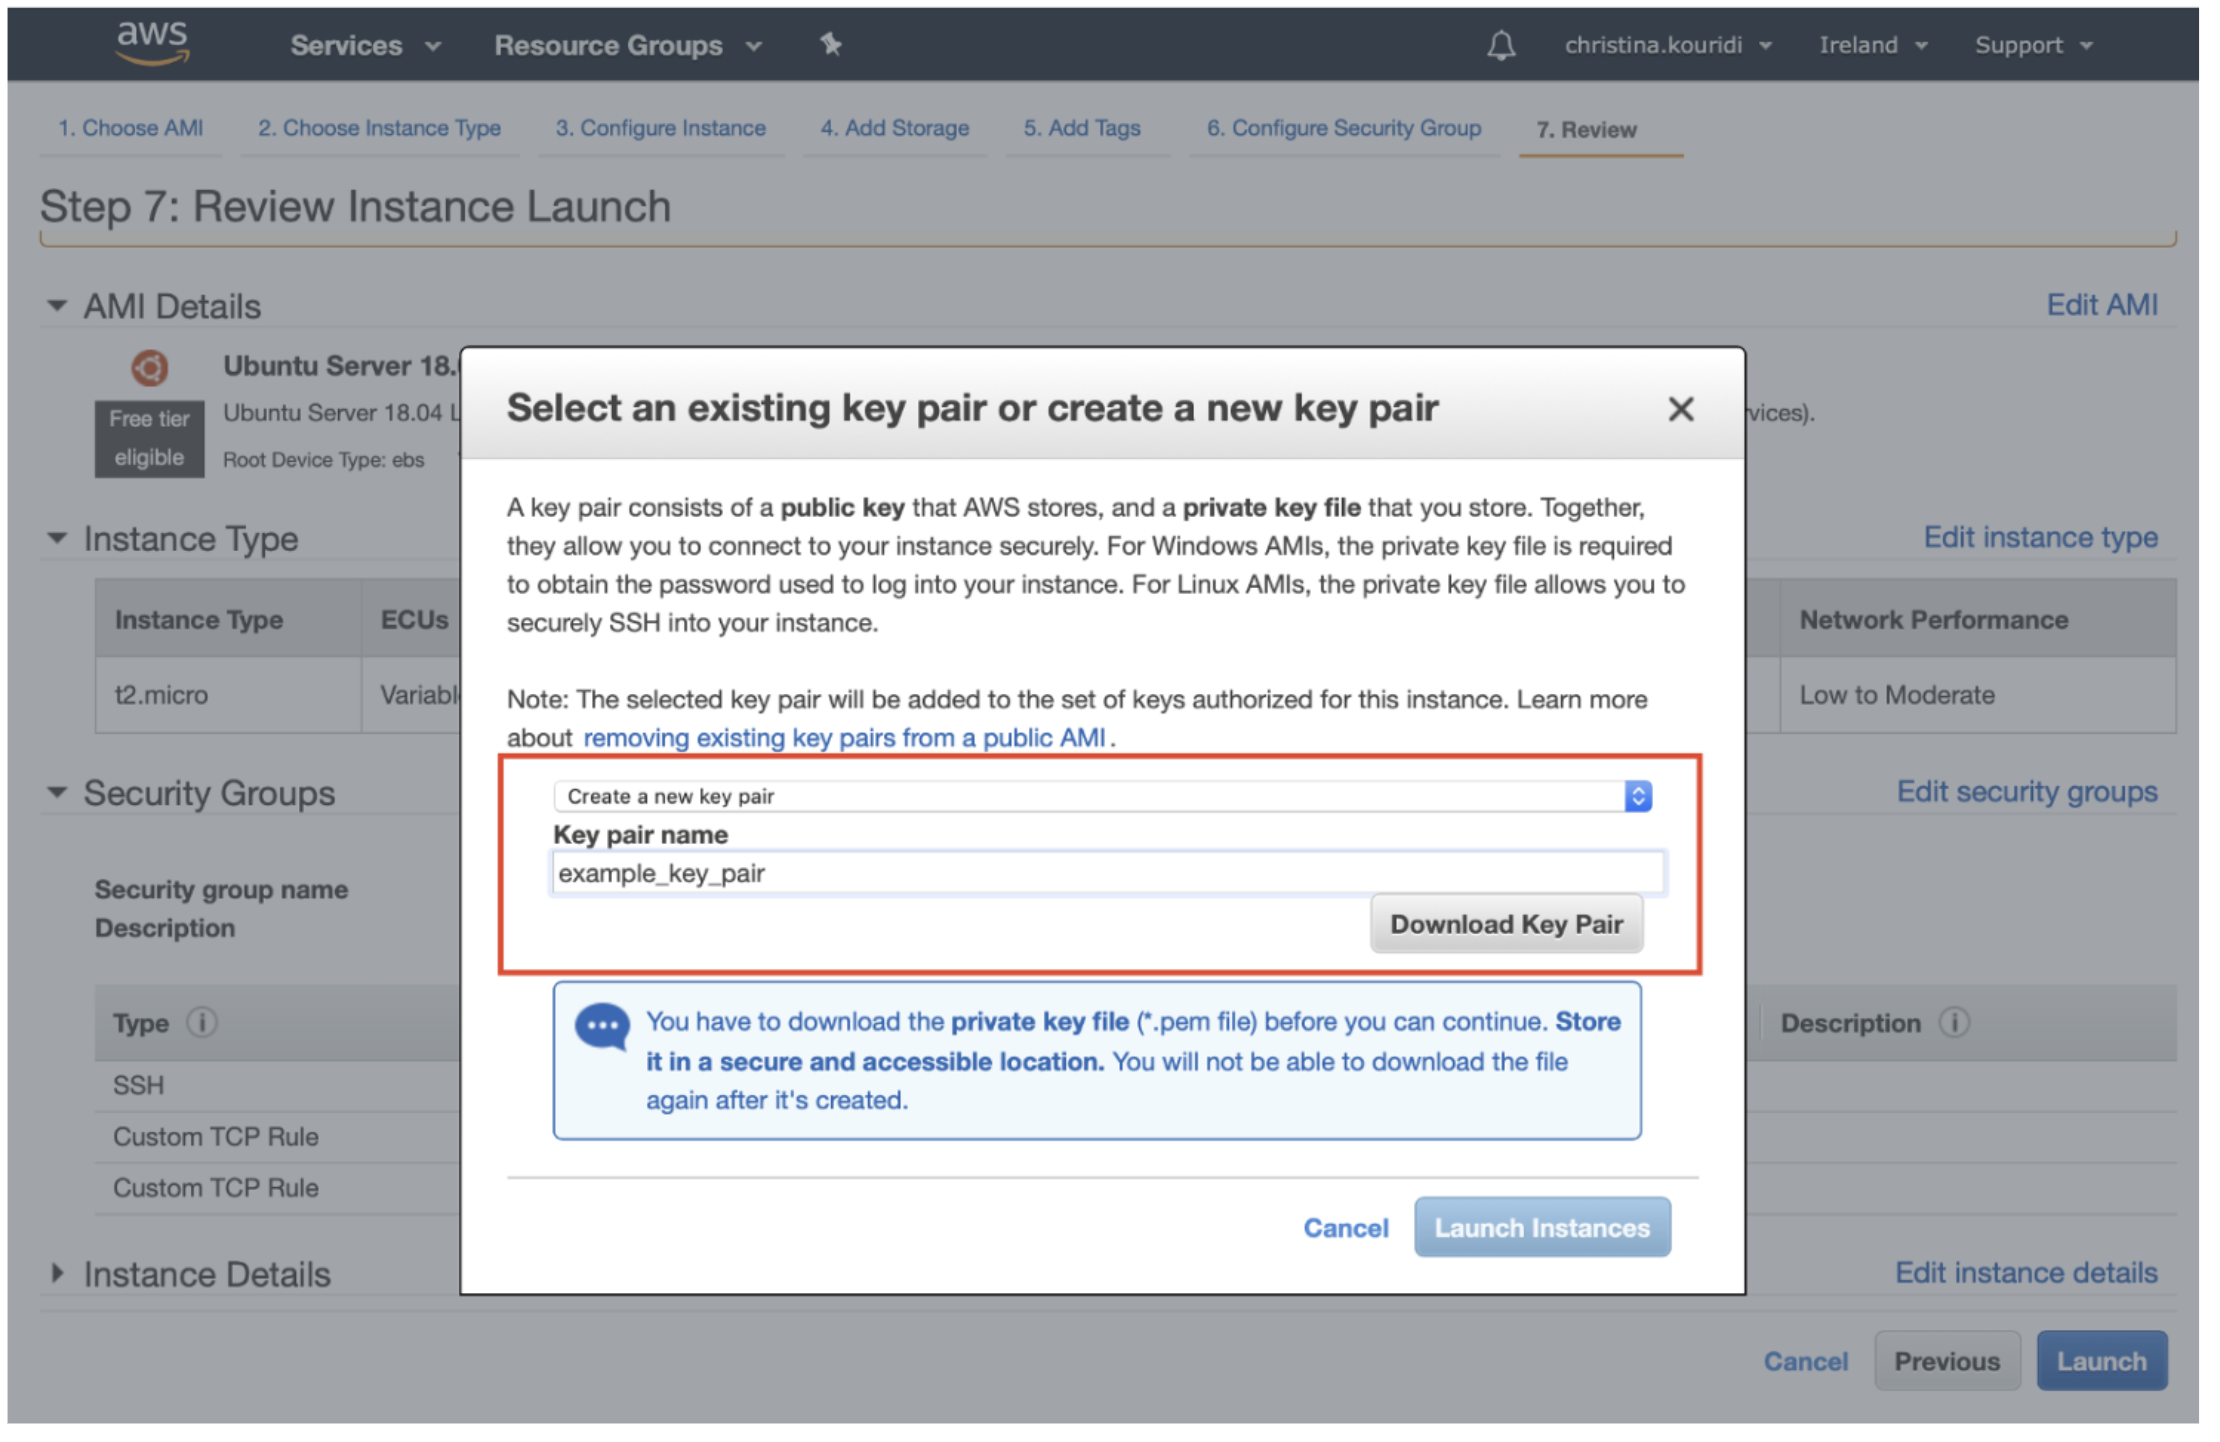 aws Services Resource Groups christina.kouridi Ireland Support
1. Choose AMI 2. Choose Instance Type 3. Configure Instance 4. Add Storage 5. Add Tags 6. Configure Security Group 7. Review
Step 7: Review Instance Launch
AMI Details Edit AMI
Ubuntu Server 18.
Free tier
eligible
Ubuntu Server 18.04 L
vices).
Root Device Type: ebs
Instance Type Edit instance type
Instance Type ECUs Network Performance
t2.micro Variabl Low to Moderate
Security Groups Edit security groups
Security group name
Description
Type Description
SSH
Custom TCP Rule
Custom TCP Rule
Instance Details Edit instance details
Cancel Previous Launch
Select an existing key pair or create a new key pair
A key pair consists of a public key that AWS stores, and a private key file that you store. Together,
they allow you to connect to your instance securely. For Windows AMIs, the private key file is required
to obtain the password used to log into your instance. For Linux AMIs, the private key file allows you to
securely SSH into your instance.
Note: The selected key pair will be added to the set of keys authorized for this instance. Learn more
about removing existing key pairs from a public AMI.
Create a new key pair
Key pair name
example_key_pair
Download Key Pair
You have to download the private key file (*.pem file) before you can continue. Store
it in a secure and accessible location. You will not be able to download the file
again after it's created.
Cancel Launch Instances